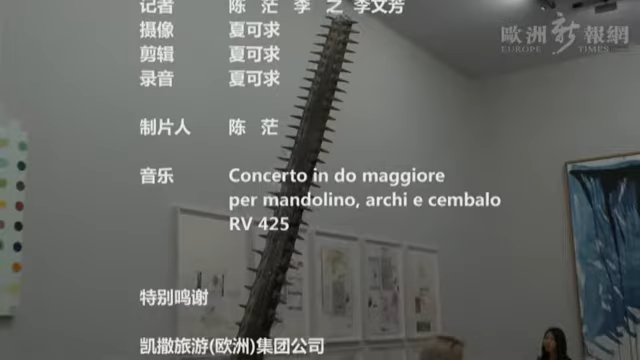 记者 陈 茫 李 之 李文芳
歐洲新報網
EUROPE TIMES
摄像 夏可求
剪辑 夏可求
录音 夏可求
制片人 陈 茫
音乐 Concerto in do maggiore
per mandolino, archi e cembalo
RV 425
特别鸣谢
凯撒旅游(欧洲)集团公司